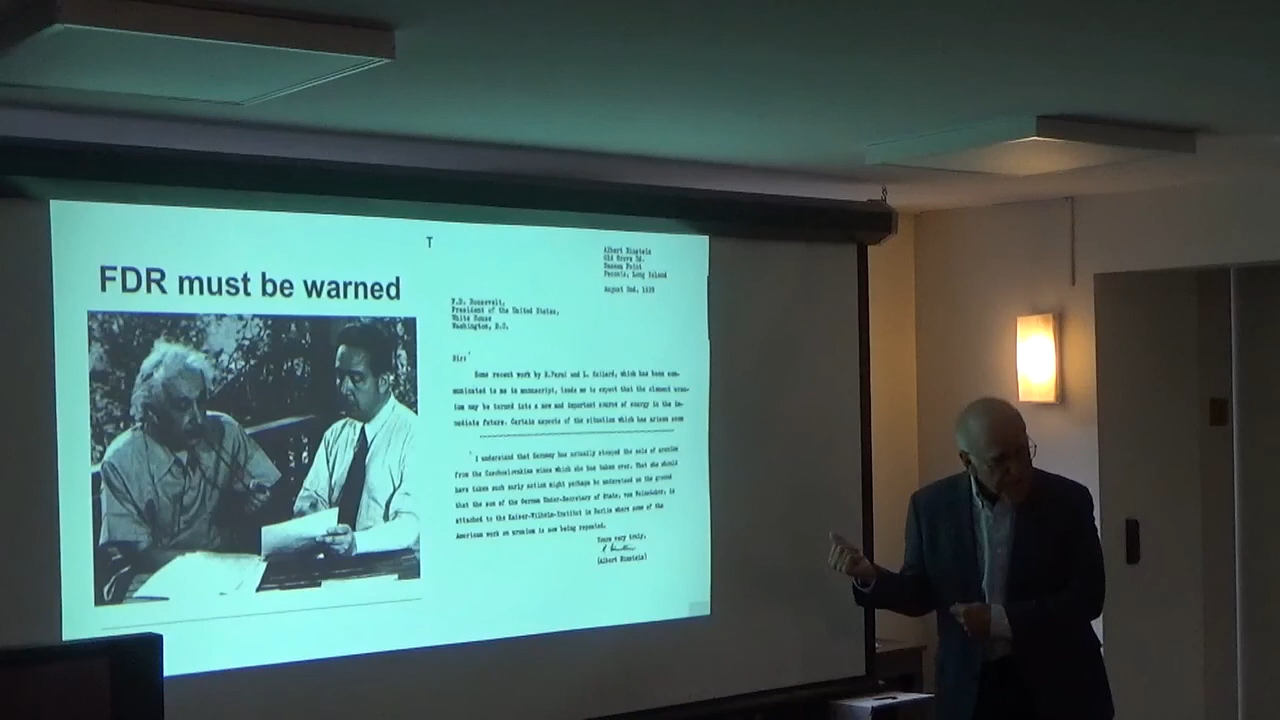 T
FDR must be warned
Albert Einstein
Old Grove Rd.
Nassau Point
Peconic, Long Island
August 2nd, 1939
F.D. Roosevelt,
President of the United States,
White House
Washington, D.C.
Sir:
Some recent work by E.Fermi and L. Szilard, which has been com-
municated to me in manuscript, leads me to expect that the element uran-
ium may be turned into a new and important source of energy in the im-
mediate future. Certain aspects of the situation which has arisen seem
I understand that Germany has actually stopped the sale of uranium
from the Czechoslovakian mines which she has taken over. That she should
have taken such early action might perhaps be understood on the ground
that the son of the German Under-Secretary of State, von Weizsäcker, is
attached to the Kaiser-Wilhelm-Institut in Berlin where some of the
American work on uranium is now being repeated.
Yours very truly,
(Albert Einstein)